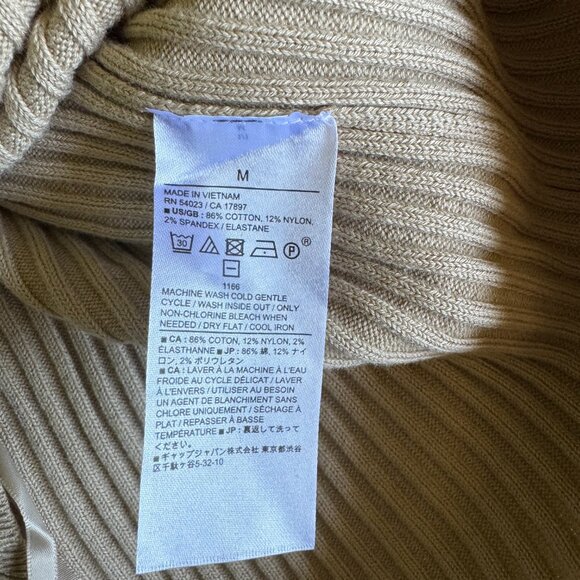 M
MADE IN VIETNAM
RN 54023 / CA 17897
■ US/GB : 86% COTTON, 12% NYLON,
2% SPANDEX / ELASTANE
30 P ®
1166
MACHINE WASH COLD GENTLE
CYCLE / WASH INSIDE OUT / ONLY
NON-CHLORINE BLEACH WHEN
NEEDED / DRY FLAT / COOL IRON
■ CA : 86% COTTON, 12% NYLON, 2%
ÉLASTHANNE ■ JP : 86% 綿, 12% ナイ
ロン, 2% ポリウレタン
■ CA : LAVER À LA MACHINE À L'EAU
FROIDE AU CYCLE DÉLICAT / LAVER
À L'ENVERS / UTILISER AU BESOIN
UN AGENT DE BLANCHIMENT SANS
CHLORE UNIQUEMENT / SÉCHAGE À
PLAT / REPASSER À BASSE
TEMPÉRATURE ■ JP : 裏返して洗って
ください。
■ ギャップジャパン株式会社 東京都渋谷
区千駄ヶ谷5-32-10